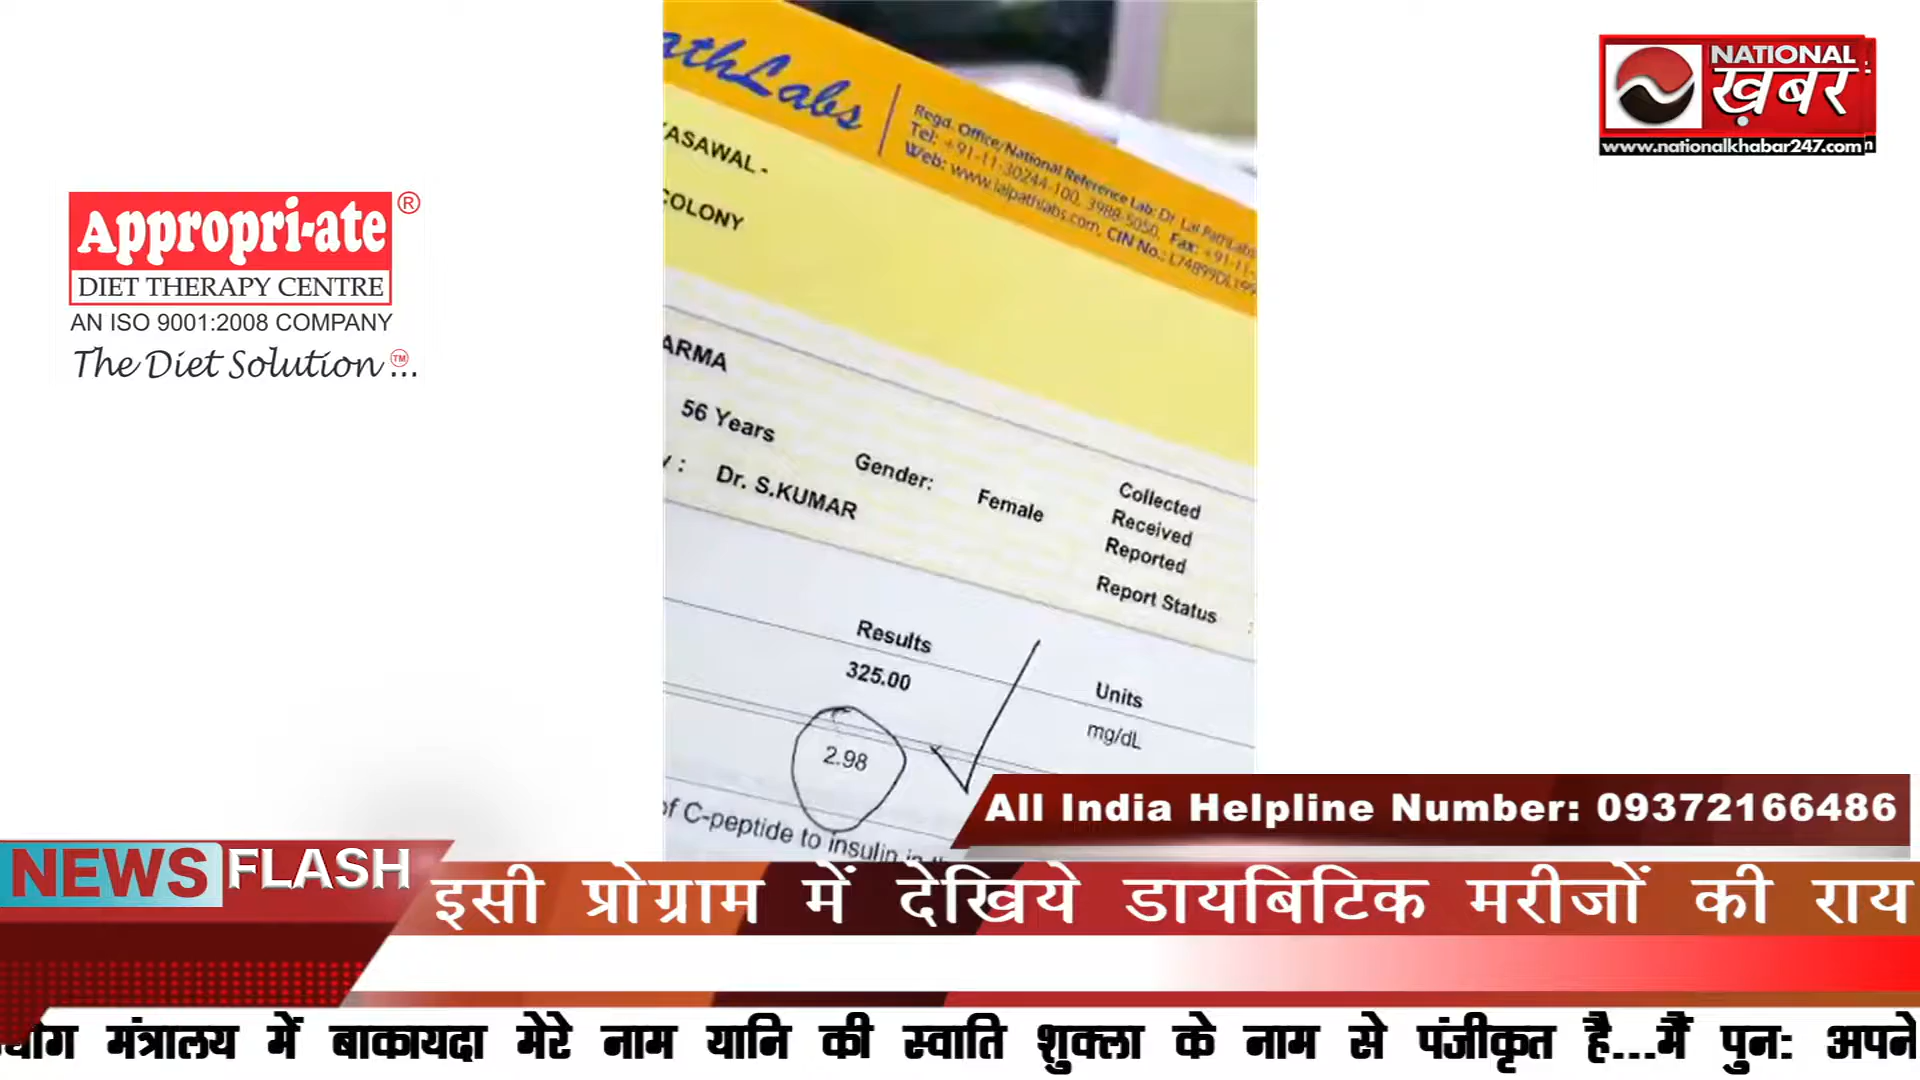 NATIONAL
ख़बर
www.nationalkhabar247.com
Appropri-ate®
DIET THERAPY CENTRE
AN ISO 9001:2008 COMPANY
The Diet Solution ™...
athLabs
Regd. Office/National Reference Lab: Dr. Lal PathLabs
Tel: +91-11-30244-100, 3988-5050, Fax: +91-11-
Web: www.lalpathlabs.com, CIN No.: L74899DL199
KASAWAL-
COLONY
ARMA
56 Years
Gender: Female
Dr. S.KUMAR
Collected
Received
Reported
Report Status :
Results
Units
325.00
mg/dL
2.98
of C-peptide to insulin
All India Helpline Number: 09372166486
NEWS FLASH
इसी प्रोग्राम में देखिये डायबिटिक मरीजों की राय
मंत्रालय में बाकायदा मेरे नाम यानि की स्वाति शुक्ला के नाम से पंजीकृत है...मैं पुन: अपने